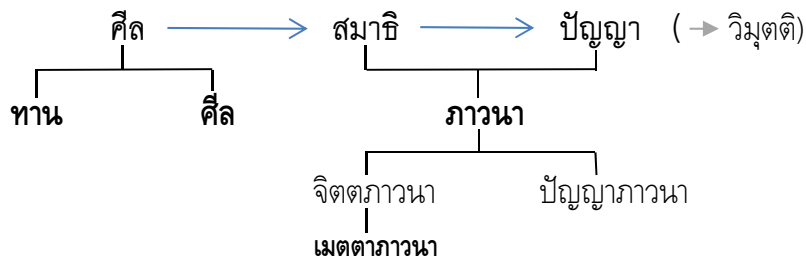 ศีล สมาธิ ปัญญา ( วิมุตติ)
ทาน ศีล ภาวนา
จิตตภาวนา ปัญญาภาวนา
เมตตาภาวนา